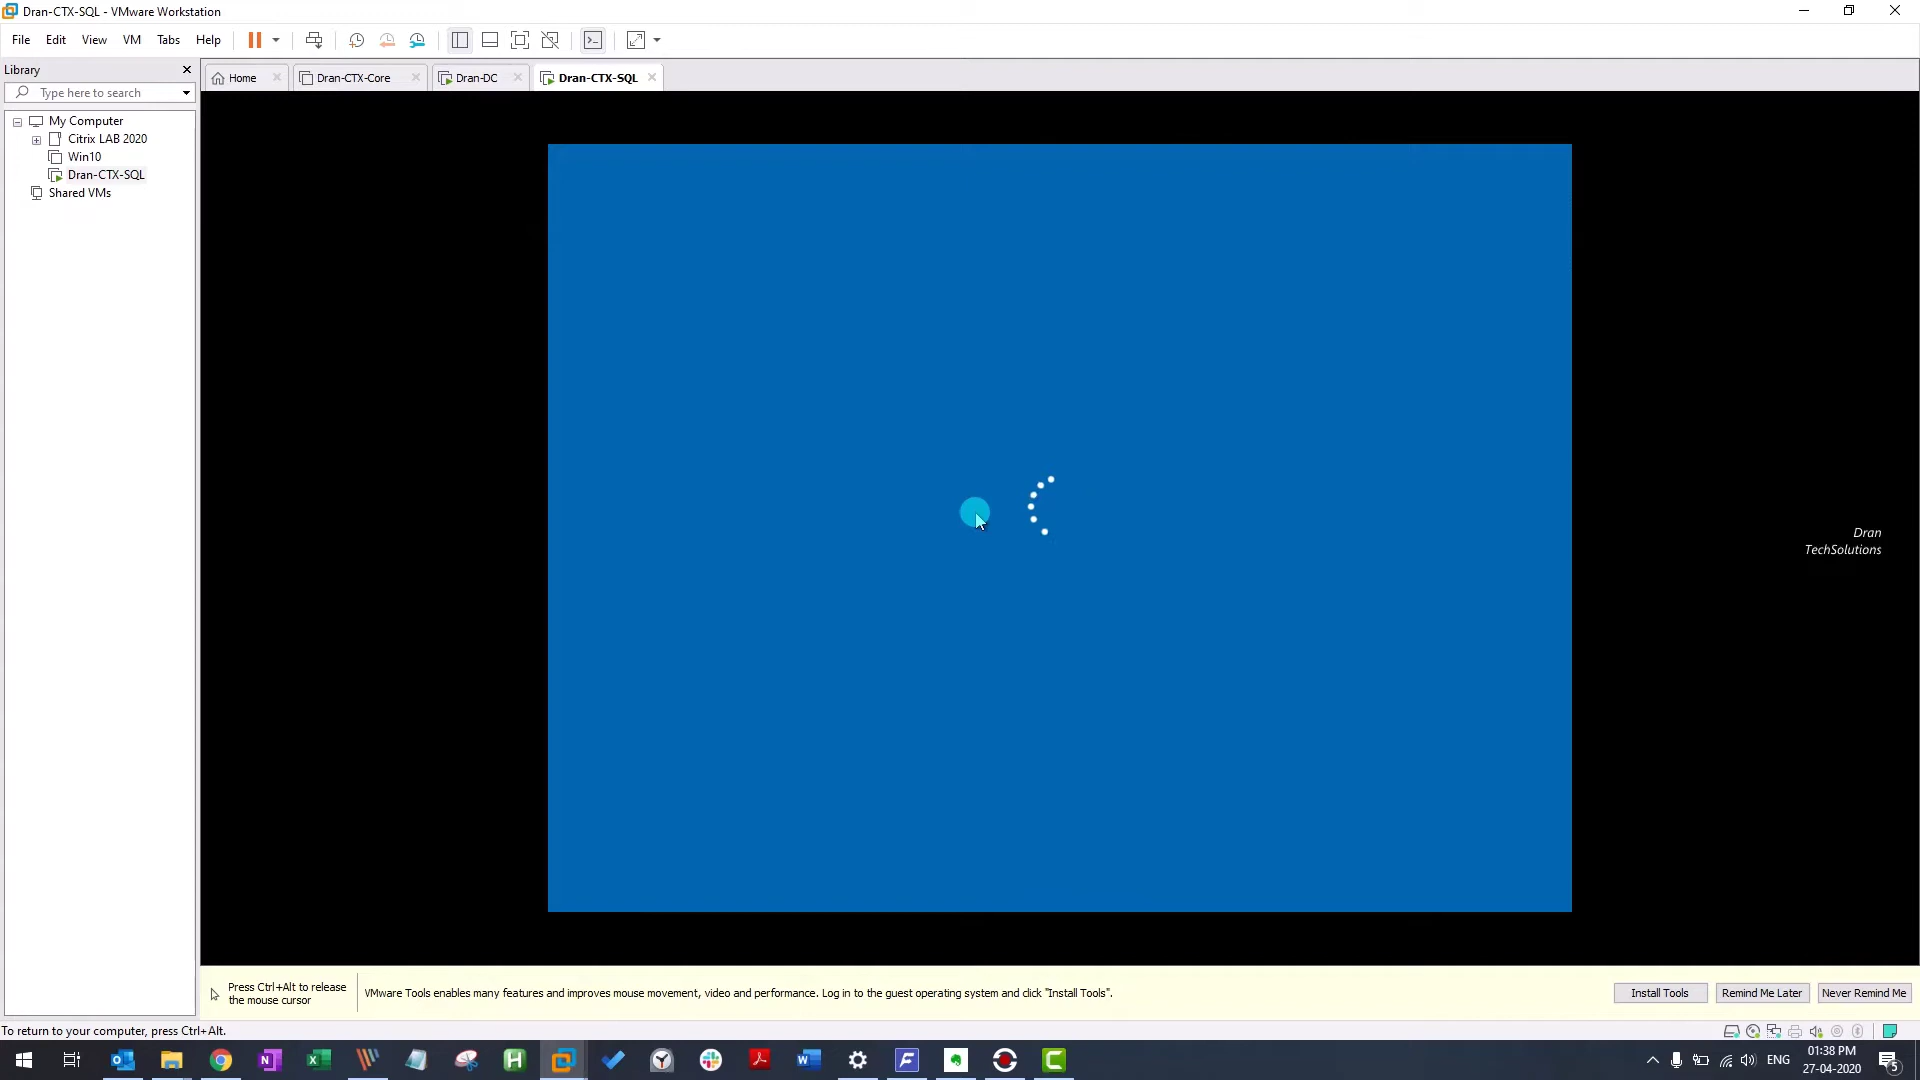 Dran-CTX-SQL - VMware Workstation
File Edit View VM Tabs Help
Library
Type here to search
My Computer
Citrix LAB 2020
Win10
Dran-CTX-SQL
Shared VMs
Home
Dran-CTX-Core
Dran-DC
Dran-CTX-SQL
Dran
TechSolutions
Press Ctrl+Alt to release
the mouse cursor
VMware Tools enables many features and improves mouse movement, video and performance. Log in to the guest operating system and click "Install Tools".
Install Tools
Remind Me Later
Never Remind Me
To return to your computer, press Ctrl+Alt.
ENG
01:38 PM
27-04-2020
5